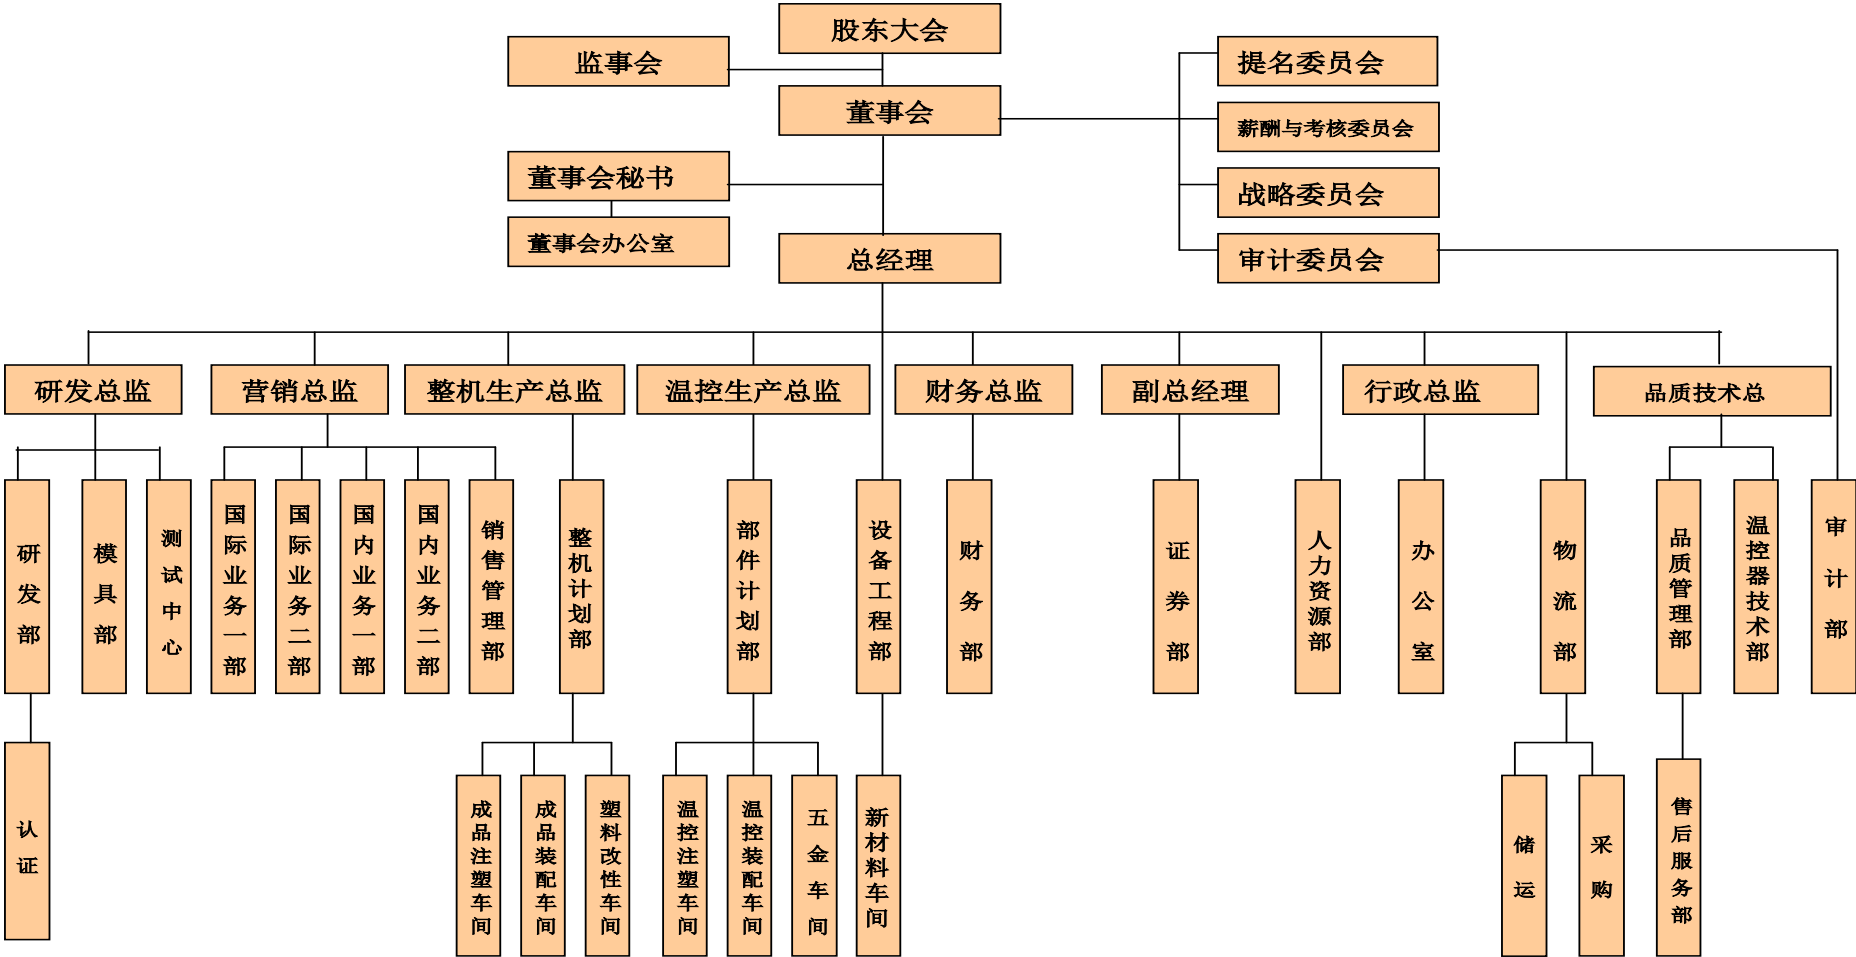 股东大会
监事会
提名委员会
董事会
薪酬与考核委员会
董事会秘书
战略委员会
董事会办公室
总经理
审计委员会
研发总监
营销总监
整机生产总监
温控生产总监
财务总监
副总经理
行政总监
品质技术总
研发部
模具部
测试中心
国际业务一部
国际业务二部
国内业务一部
国内业务二部
销售管理部
整机计划部
部件计划部
设备工程部
财务部
证券部
人力资源部
办公室
物流部
品质管理部
温控器技术部
审计部
认证
成品注塑车间
成品装配车间
塑料改性车间
温控注塑车间
温控装配车间
五金车间
新材料车间
储运
采购
售后服务部